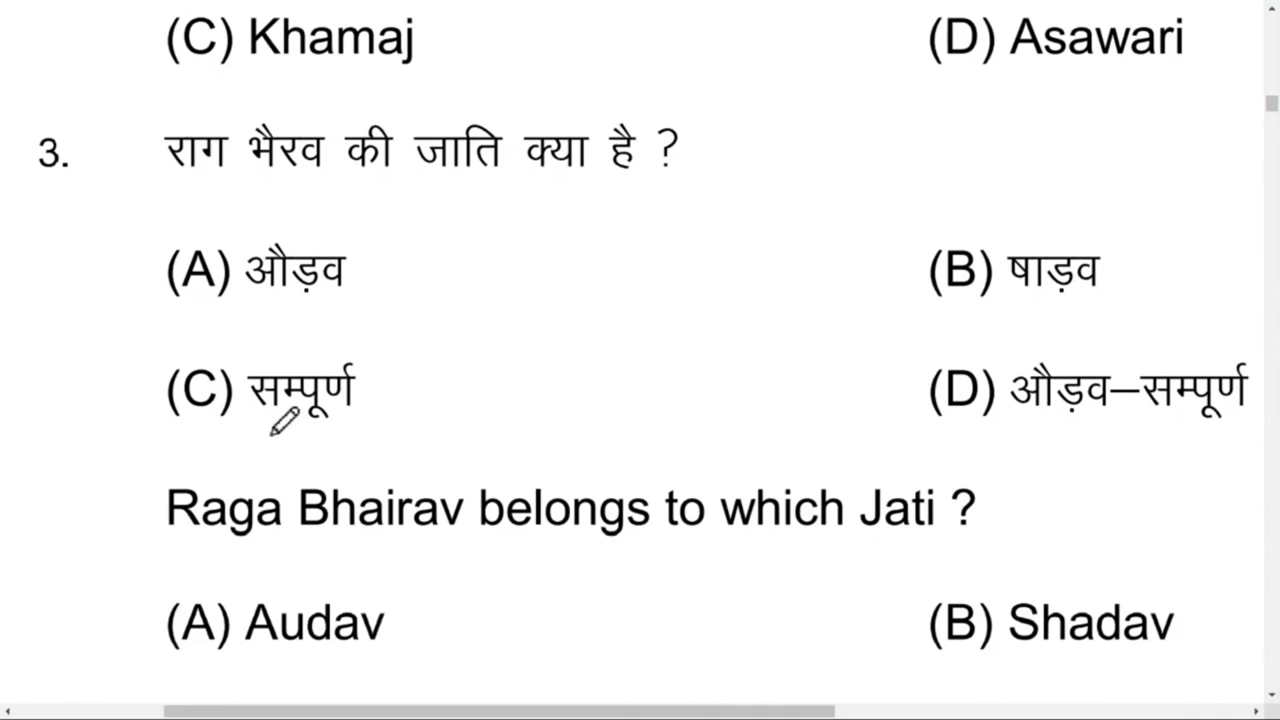 (C) Khamaj (D) Asawari
3. राग भैरव की जाति क्या है ?
(A) औड़व (B) षाड़व
(C) सम्पूर्ण (D) औड़व–सम्पूर्ण
Raga Bhairav belongs to which Jati ?
(A) Audav (B) Shadav